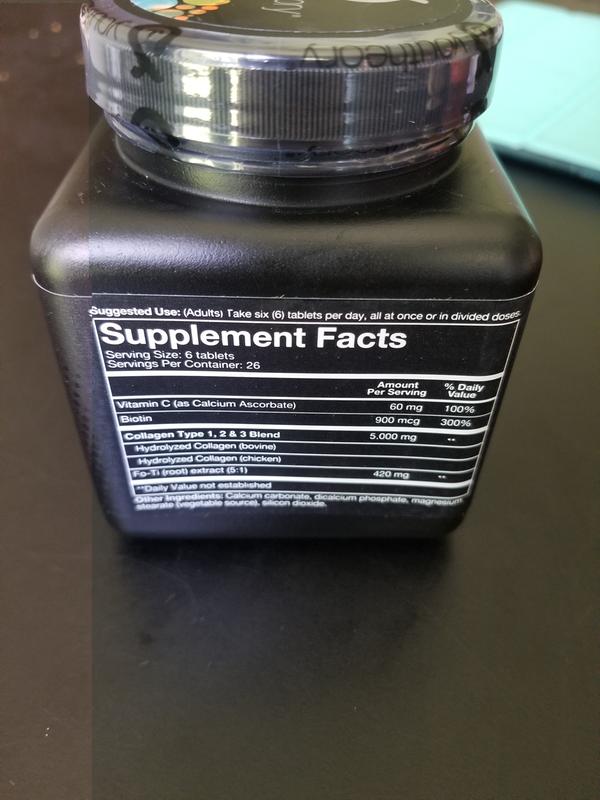 youtheory
Suggested Use: (Adults) Take six (6) tablets per day, all at once or in divided doses.
Supplement Facts
Serving Size: 6 tablets
Servings Per Container: 26
Amount Per Serving % Daily Value
Vitamin C (as Calcium Ascorbate) 60 mg 100%
Biotin 900 mcg 300%
Collagen Type 1, 2 & 3 Blend 5,000 mg **
Hydrolyzed Collagen (bovine)
Hydrolyzed Collagen (chicken)
Fo-Ti (root) extract (5:1) 420 mg **
**Daily Value not established
Other Ingredients: Calcium carbonate, dicalcium phosphate, magnesium
stearate (vegetable source), silicon dioxide.